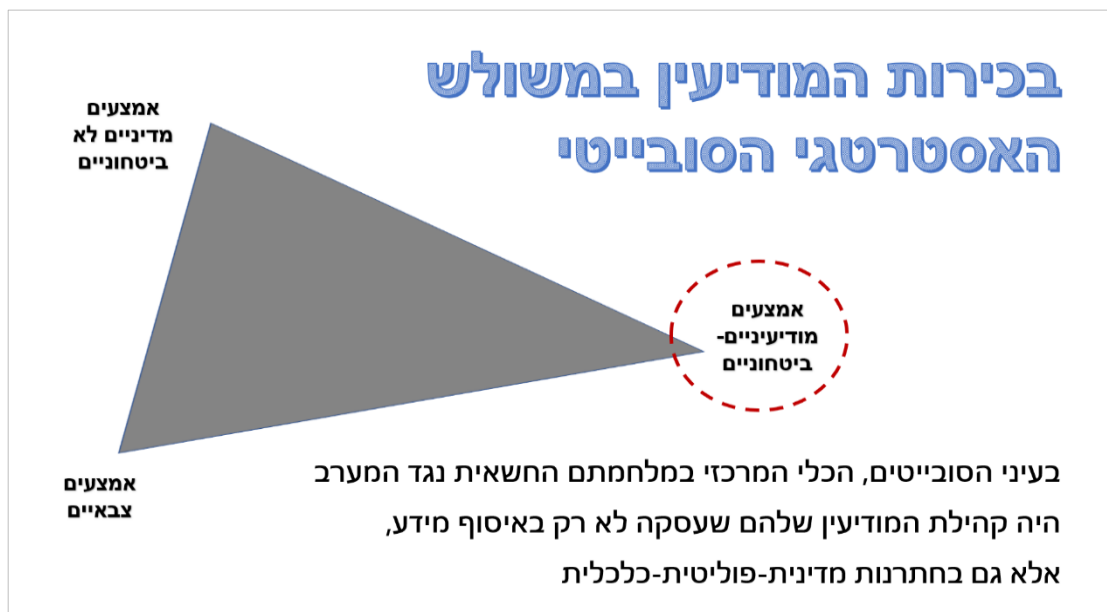 בכירות המודיעין במשולש
האסטרטגי הסובייטי
אמצעים
מדיניים לא
ביטחוניים
אמצעים
מודיעיניים-
ביטחוניים
אמצעים
צבאיים
בעיני הסובייטים, הכלי המרכזי במלחמתם החשאית נגד המערב
היה קהילת המודיעין שלהם שעסקה לא רק באיסוף מידע,
אלא גם בחתרנות מדינית-פוליטית-כלכלית